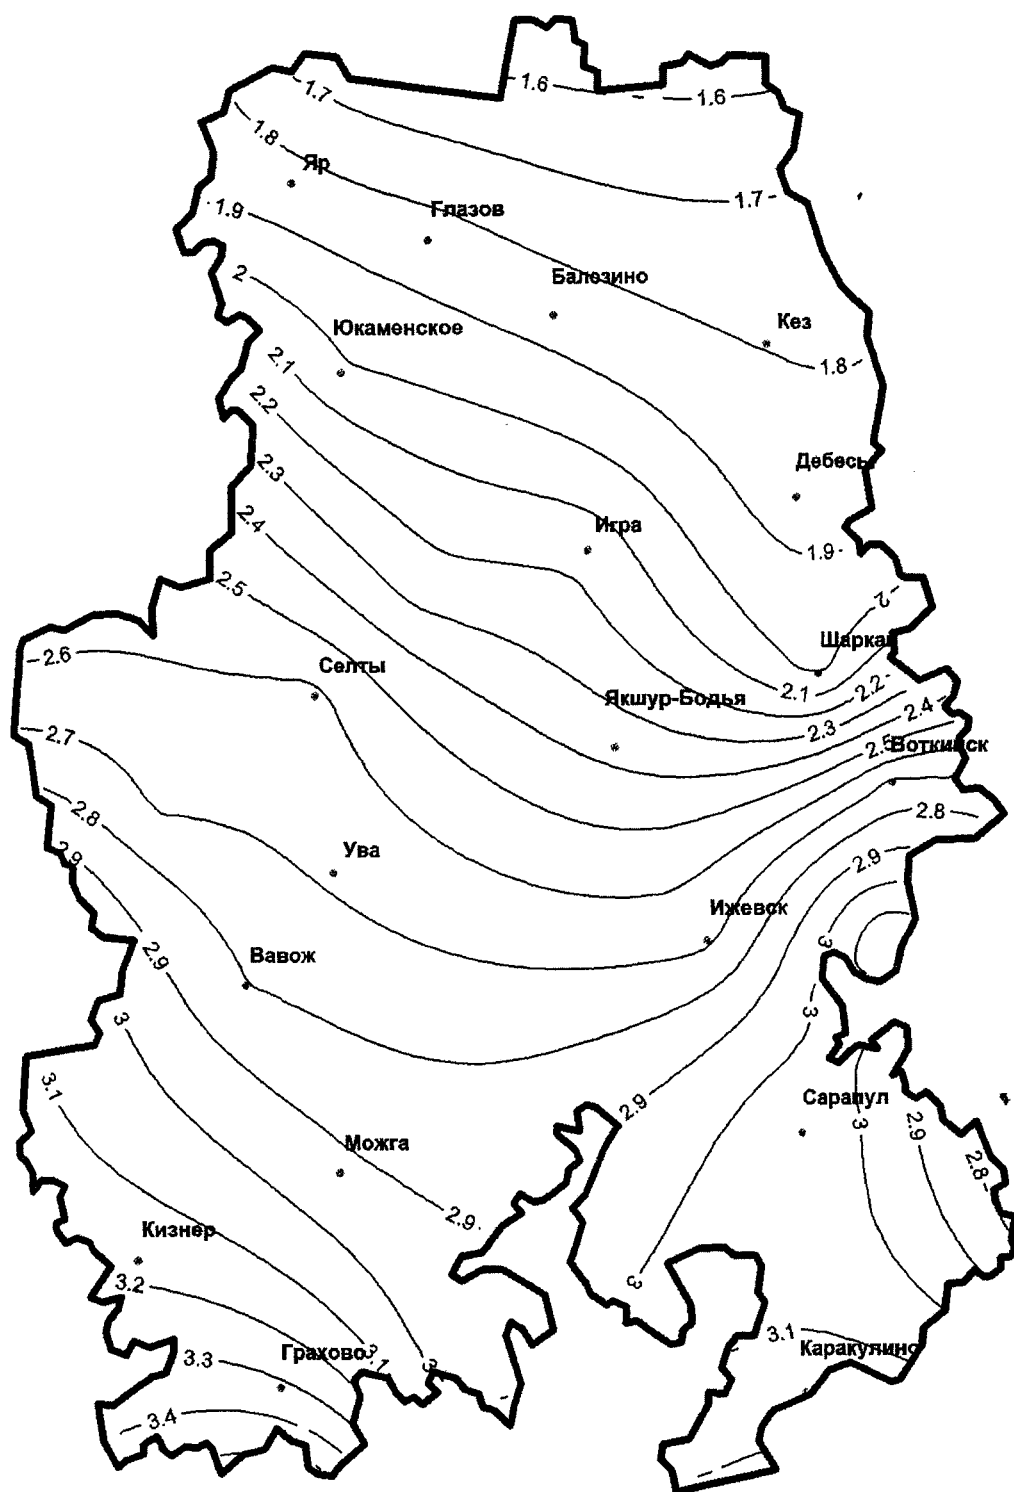 1.6
1.7
1.6
1.8
Яр
1.7
1.9
Глазов
2
Балезино
Юкаменское
Кез
2.1
1.8
2.2
2.3
Дебесы
2.4
Игра
1.9
2.5
2
2.6
Селты
Шаркан
2.1
2.2
Якшур-Бодья
2.4
2.7
2.3
2.5
Воткинск
2.8
2.8
2.9
Ува
2.9
Ижевск
2.9
Вавож
3
3
3
3.1
2.9
Сарапул
3
2.9
Можга
2.8
2.9
Кизнер
3.2
3
3.1
3.3
Грахово
3.1
3
Каракулино
3.4